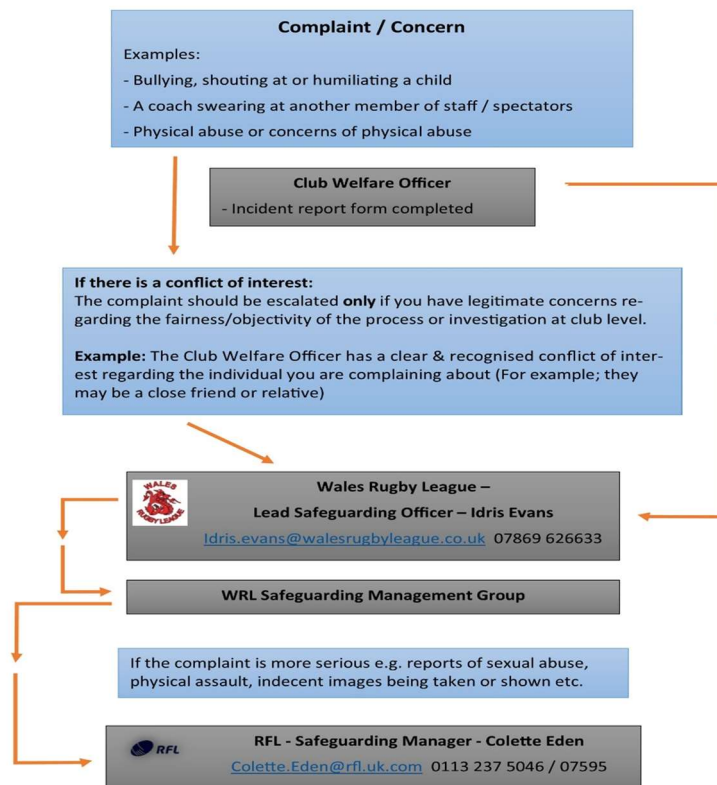 Complaint / Concern
Examples:
- Bullying, shouting at or humiliating a child
- A coach swearing at another member of staff / spectators
- Physical abuse or concerns of physical abuse
Club Welfare Officer
- Incident report form completed
If there is a conflict of interest:
The complaint should be escalated only if you have legitimate concerns re-
garding the fairness/objectivity of the process or investigation at club level.
Example: The Club Welfare Officer has a clear & recognised conflict of inter-
est regarding the individual you are complaining about (For example; they
may be a close friend or relative)
WALES
RUGBY LEAGUE
Wales Rugby League –
Lead Safeguarding Officer – Idris Evans
Idris.evans@walesrugbyleague.co.uk 07869 626633
WRL Safeguarding Management Group
If the complaint is more serious e.g. reports of sexual abuse,
physical assault, indecent images being taken or shown etc.
RFL
RFL - Safeguarding Manager - Colette Eden
Colette.Eden@rfl.uk.com 0113 237 5046 / 07595